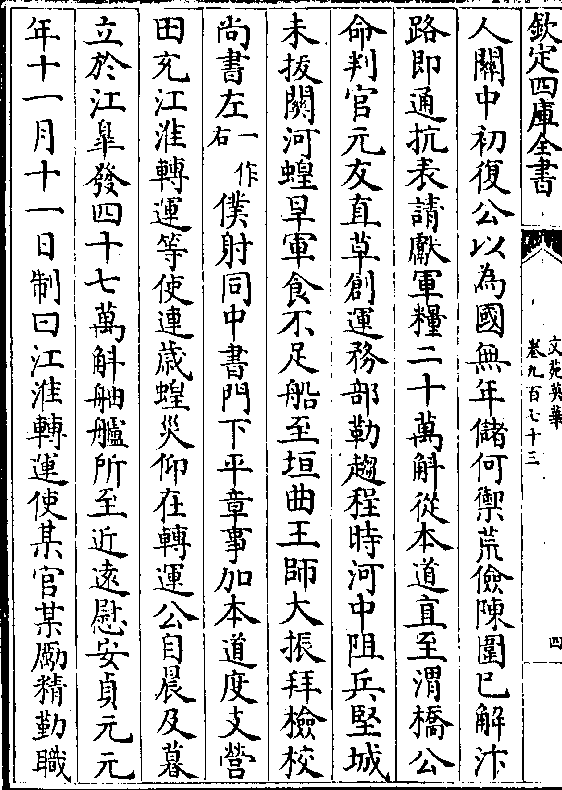 欽定四庫全書
文苑英華
卷九百七十三
四
人關中初復公以為國無年儲何禦荒儉陳圍已解汴
路即通抗表請獻軍糧二十萬斛從本道直至渭橋公
命判官元友直草創運務部勒趨程時河中阻兵堅城
未拔關河蝗旱軍食不足船至垣曲王師大振拜檢校
尚書左一作右僕射同中書門下平章事加本道度支營
田充江淮轉運等使連歲蝗災仰在轉運公自晨及暮
立於江臯發四十七萬斛舳艫所至近遠慰安貞元元
年十一月十一日制曰江淮轉運使某官某勵精勤職